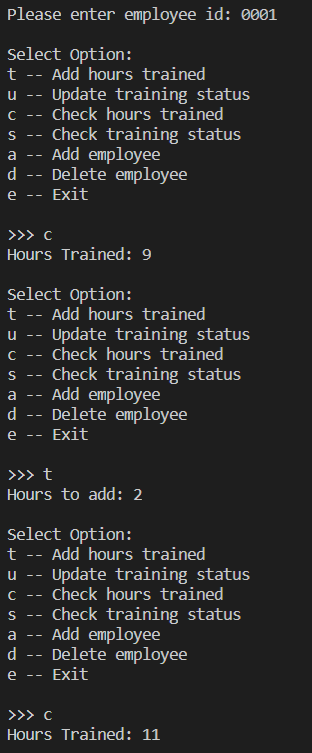 Please enter employee id: 0001
Select Option:
t -- Add hours trained
u -- Update training status
c -- Check hours trained
s -- Check training status
a -- Add employee
d -- Delete employee
e -- Exit
>>> c
Hours Trained: 9
Select Option:
t -- Add hours trained
u -- Update training status
c -- Check hours trained
s -- Check training status
a -- Add employee
d -- Delete employee
e -- Exit
>>> t
Hours to add: 2
Select Option:
t -- Add hours trained
u -- Update training status
c -- Check hours trained
s -- Check training status
a -- Add employee
d -- Delete employee
e -- Exit
>>> c
Hours Trained: 11